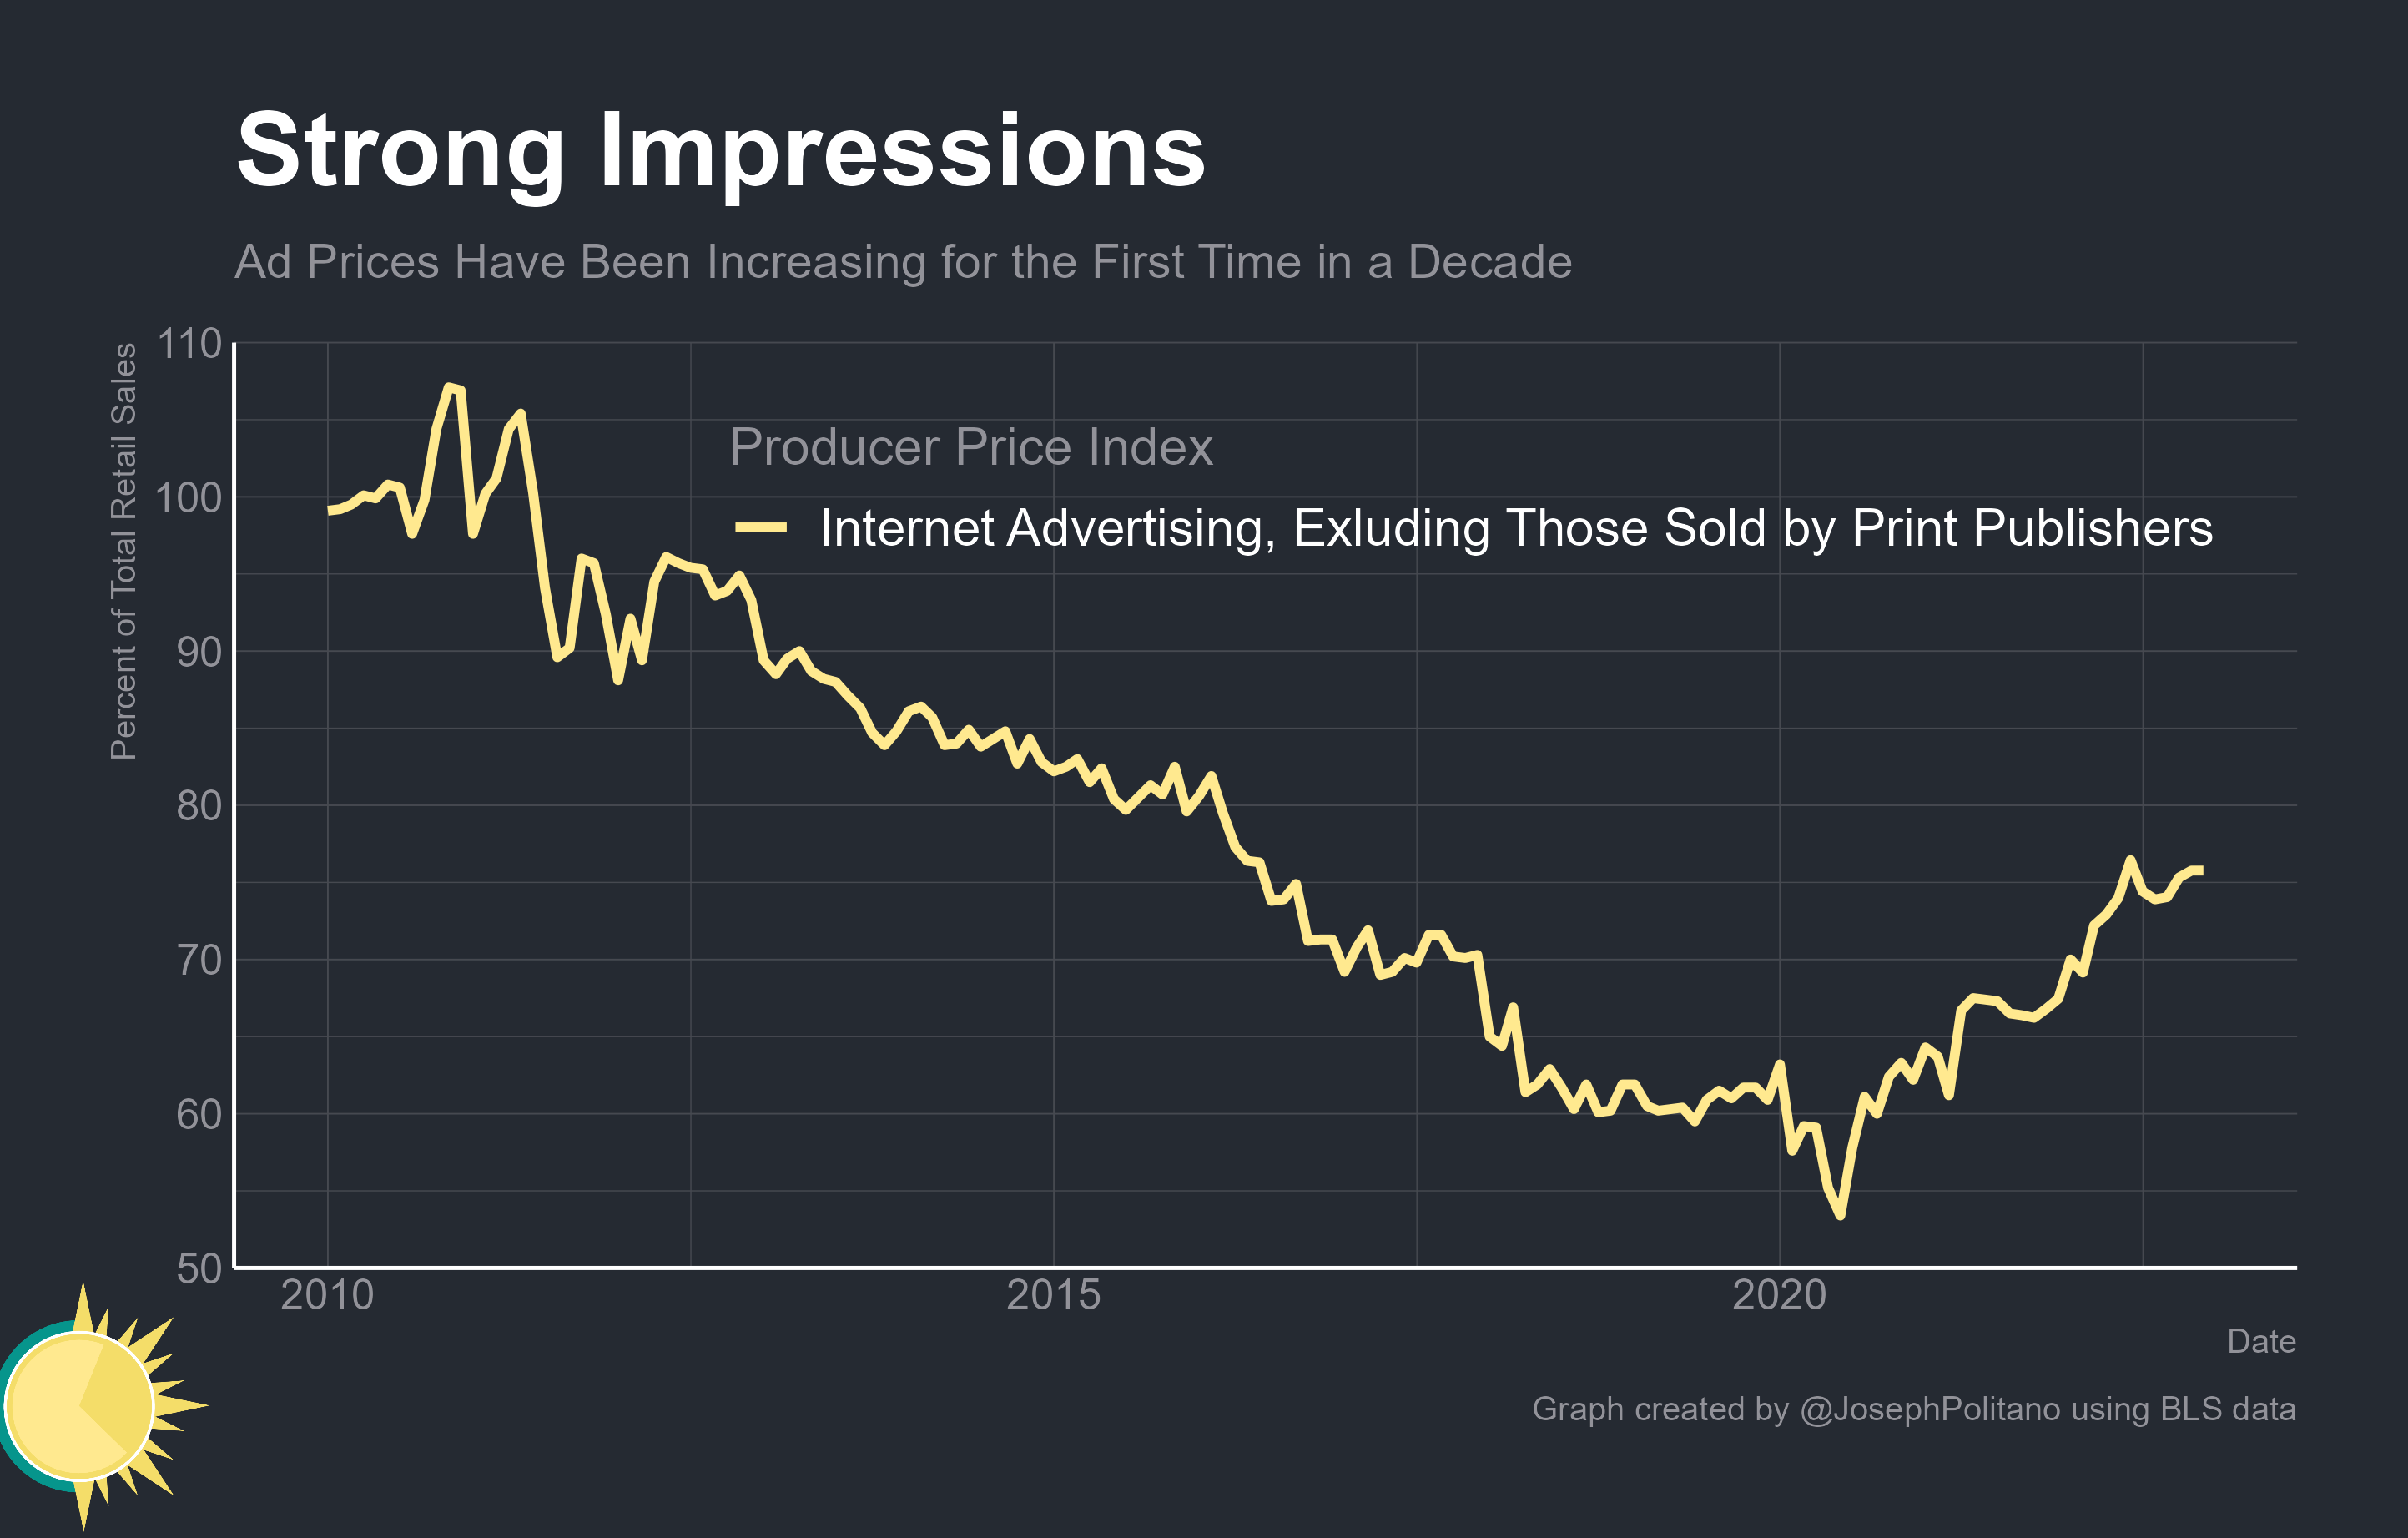 Strong Impressions
Ad Prices Have Been Increasing for the First Time in a Decade
Percent of Total Retail Sales
110
100
90
80
70
60
50
Producer Price Index
Internet Advertising, Exluding Those Sold by Print Publishers
2010
2015
2020
Date
Graph created by @JosephPolitano using BLS data